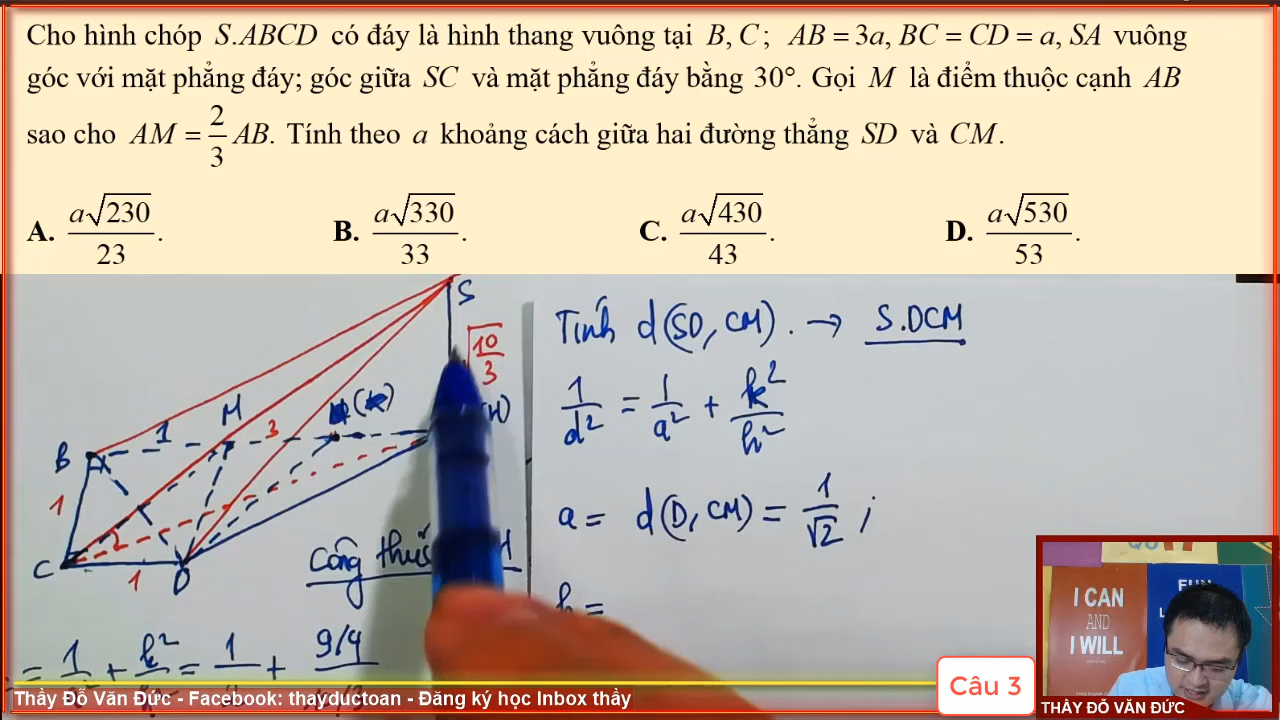 Cho hình chóp S.ABCD có đáy là hình thang vuông tại B, C; AB = 3a, BC = CD = a, SA vuông
góc với mặt phẳng đáy; góc giữa SC và mặt phẳng đáy bằng 30°. Gọi M là điểm thuộc cạnh AB
sao cho AM = 2/3 AB. Tính theo a khoảng cách giữa hai đường thẳng SD và CM.
A. a√230/23. B. a√330/33. C. a√430/43. D. a√530/53.
S
√10/3
M (k)
B 1 3
1
2
C 1 D
Công thức
= 1 + k² = 1 + 9/4
Tính d(SD, CM). → S.DCM
1/d² = 1/a² + k²/h²
a = d(D, CM) = 1/√2 ;
h =
I CAN
AND
I WILL
Câu 3
Thầy Đỗ Văn Đức - Facebook: thayductoan - Đăng ký học Inbox thầy
THẦY ĐỖ VĂN ĐỨC